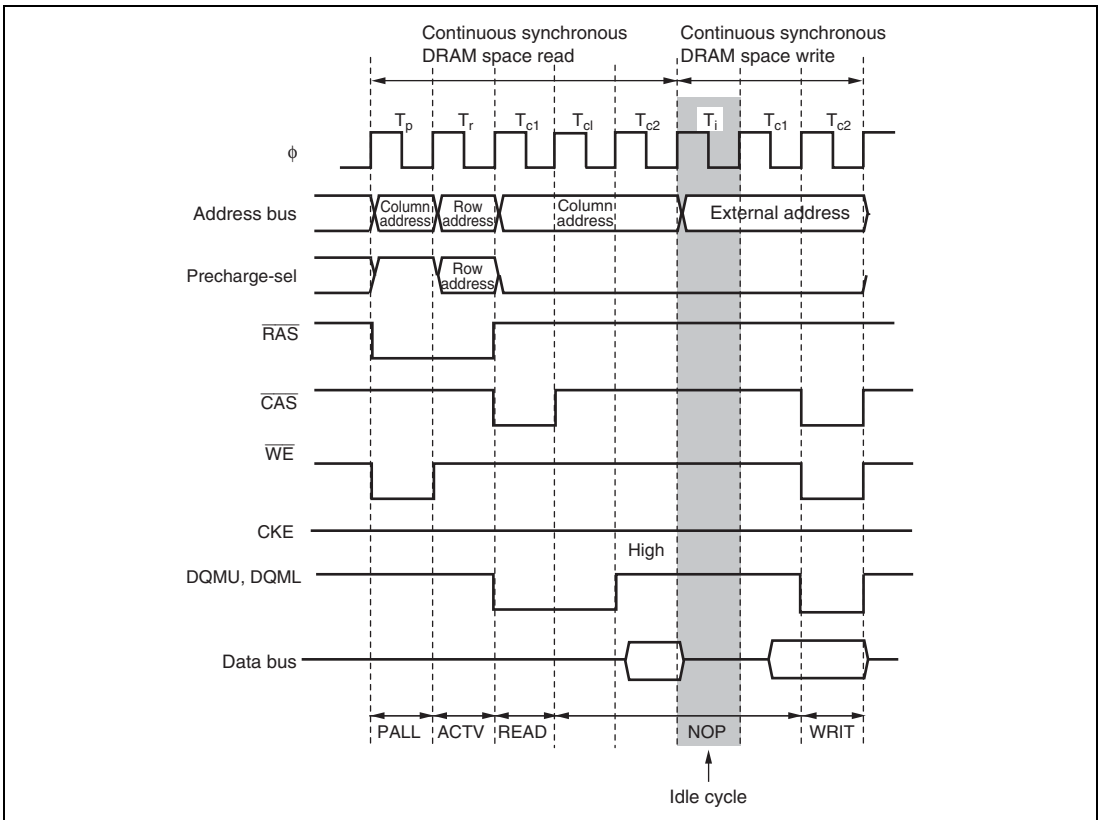 Continuous synchronous
DRAM space read
Continuous synchronous
DRAM space write
Tp
Tr
Tc1
Tcl
Tc2
Ti
Tc1
Tc2
φ
Address bus
Column
address
Row
address
Column
address
External address
Precharge-sel
Row
address
RAS
CAS
WE
CKE
High
DQMU, DQML
Data bus
PALL
ACTV
READ
NOP
WRIT
Idle cycle